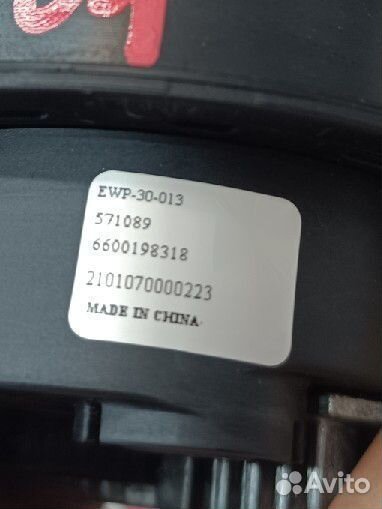 EWP-30-013
571089
6600198318
2101070000223
MADE IN CHINA
Avito